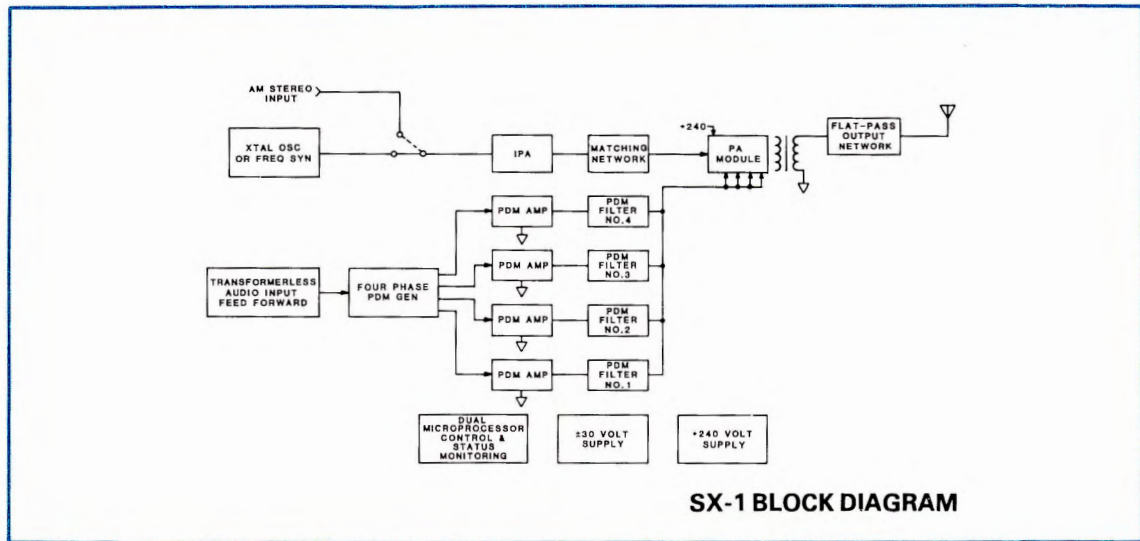 AM STEREO
INPUT
XTAL OSC
OR FREQ SYN
IPA
MATCHING
NETWORK
+240
PA
MODULE
FLAT-PASS
OUTPUT
NETWORK
PDM AMP
PDM
FILTER
NO.4
PDM AMP
PDM
FILTER
NO.3
TRANSFORMERLESS
AUDIO INPUT
FEED FORWARD
FOUR PHASE
PDM GEN
PDM AMP
PDM
FILTER
NO.2
PDM AMP
PDM
FILTER
NO.1
DUAL
MICROPROCESSOR
CONTROL &
STATUS
MONITORING
±30 VOLT
SUPPLY
+240 VOLT
SUPPLY
SX-1 BLOCK DIAGRAM